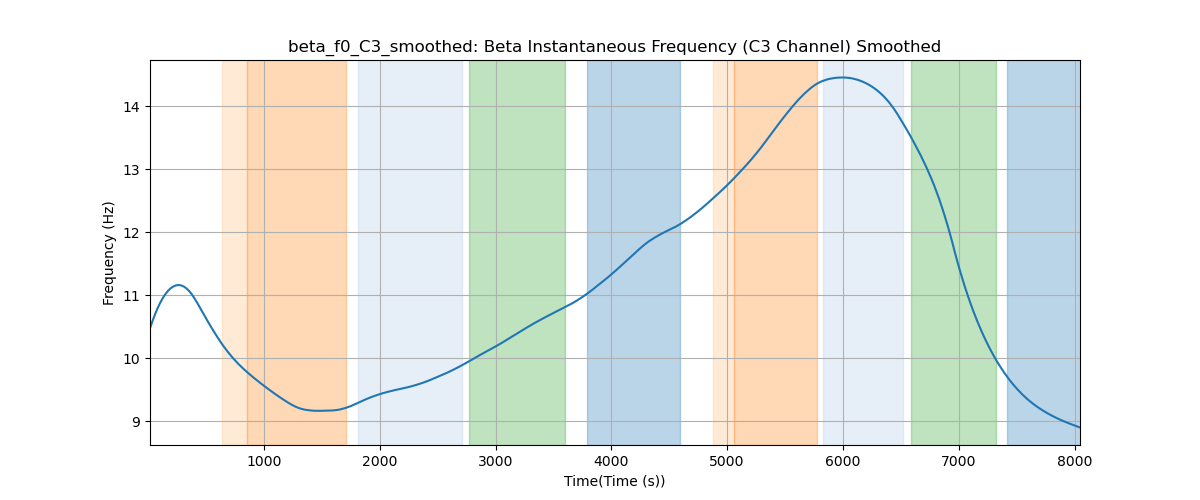 beta_f0_C3_smoothed: Beta Instantaneous Frequency (C3 Channel) Smoothed
Frequency (Hz)
14
13
12
11
10
9
1000 2000 3000 4000 5000 6000 7000 8000
Time(Time (s))